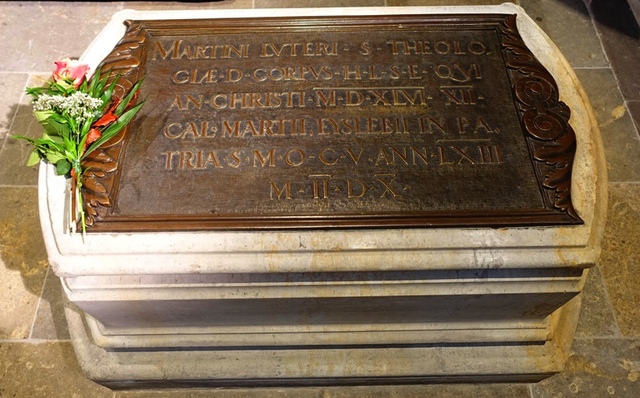 MARTINI LVTERI · S · THEOLO
GIÆ · D · CORPVS · H · L · S · E · QVI
AN · CHRISTI · M · D · XLVI · XII ·
CAL · MARTII · EYSLEBII · IN · PA
TRIA · S · M · O · C · V · ANN · LXIII
M · II · D · X ·